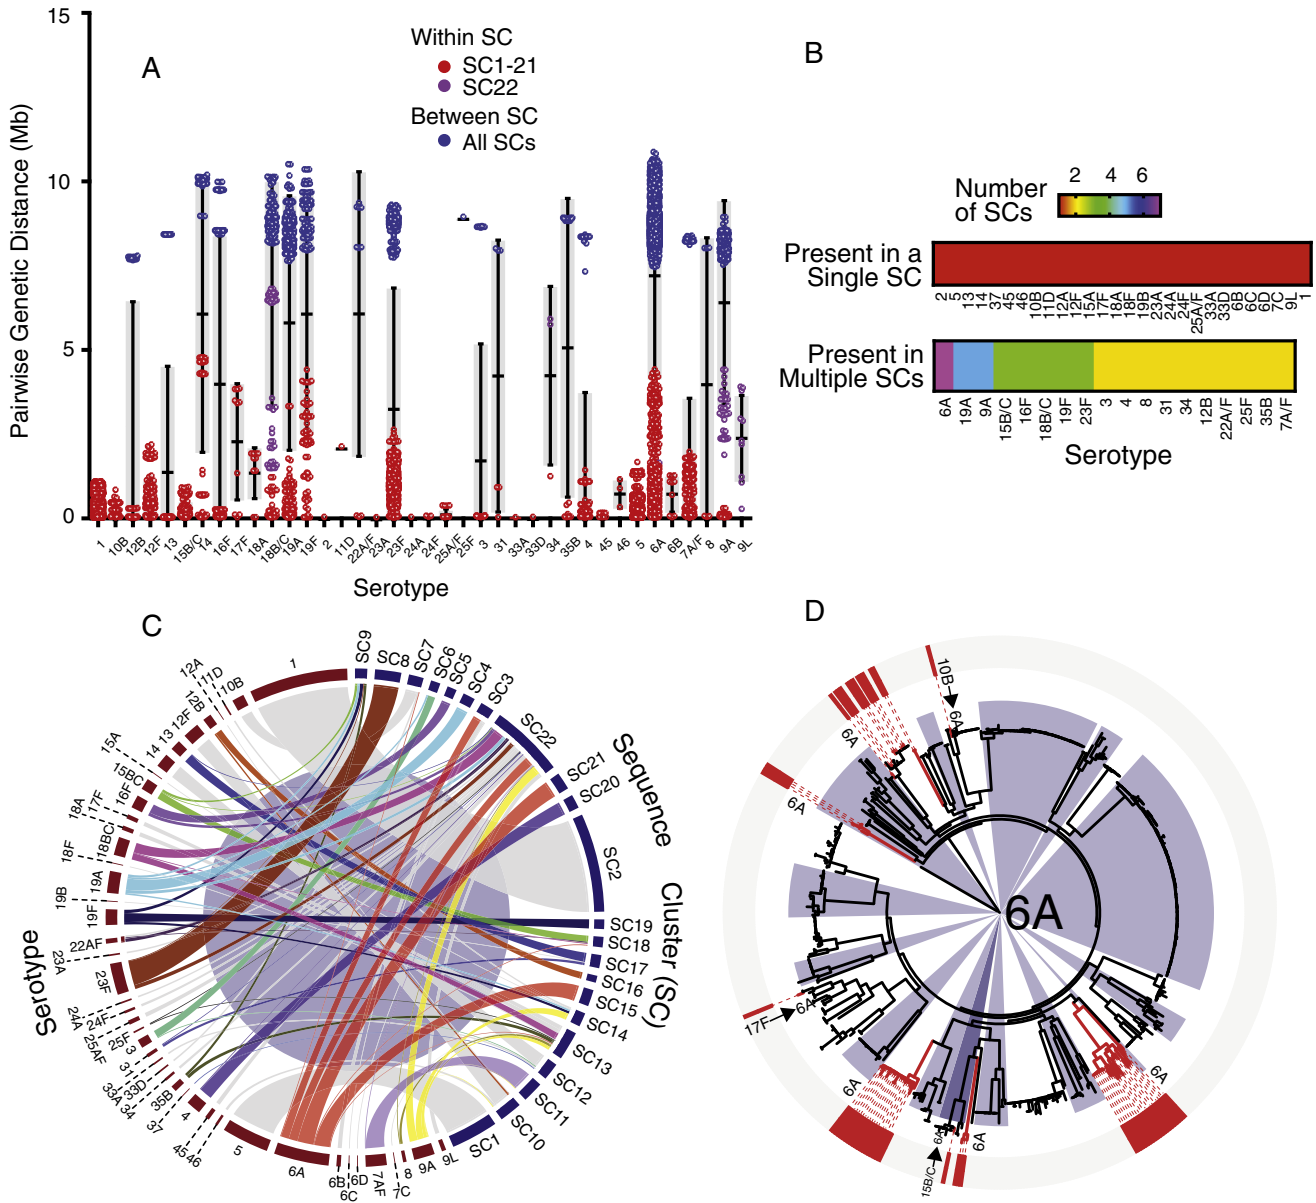 A
Within SC
SC1-21
SC22
Between SC
All SCs
Pairwise Genetic Distance (Mb)
15
10
5
0
1 10B 12B 12F 13 15B/C 14 16F 17F 18A 18B/C 19A 19F 2 11D 22A/F 23A 23F 24A 24F 25A/F 25F 3 31 33A 33D 34 35B 4 45 46 5 6A 6B 7A/F 8 9A 9L
Serotype
B
Number
of SCs
2 4 6
Present in a
Single SC
2 5 13 14 37 45 46 10B 11D 12A 12F 15A 17F 18A 18F 19B 23A 24A 24F 25A/F 33A 33D 6B 6C 6D 7C 9L 1
Present in
Multiple SCs
6A 19A 9A 15B/C 16F 18B/C 19F 23F 3 4 8 31 34 12B 22A/F 25F 35B 7A/F
Serotype
C
SC9 SC8 SC7 SC6 SC5 SC4 SC3 SC22 SC21 SC20 SC2 SC19 SC18 SC17 SC16 SC15 SC14 SC13 SC12 SC11 SC10 SC1
Sequence
Cluster (SC)
1 10B 11D 12A 12B 12F 13 14 15A 15BC 16F 17F 18A 18BC 18F 19A 19B 19F 22AF 23A 23F 24A 24F 25AF 25F 3 31 33A 33D 34 35B 37 4 45 46 5 6A 6B 6C 6D 7AF 7C 8 9A 9L
Serotype
D
6A
10B
6A
6A
6A
17F
6A
6A
15B/C
6A
6A
6A